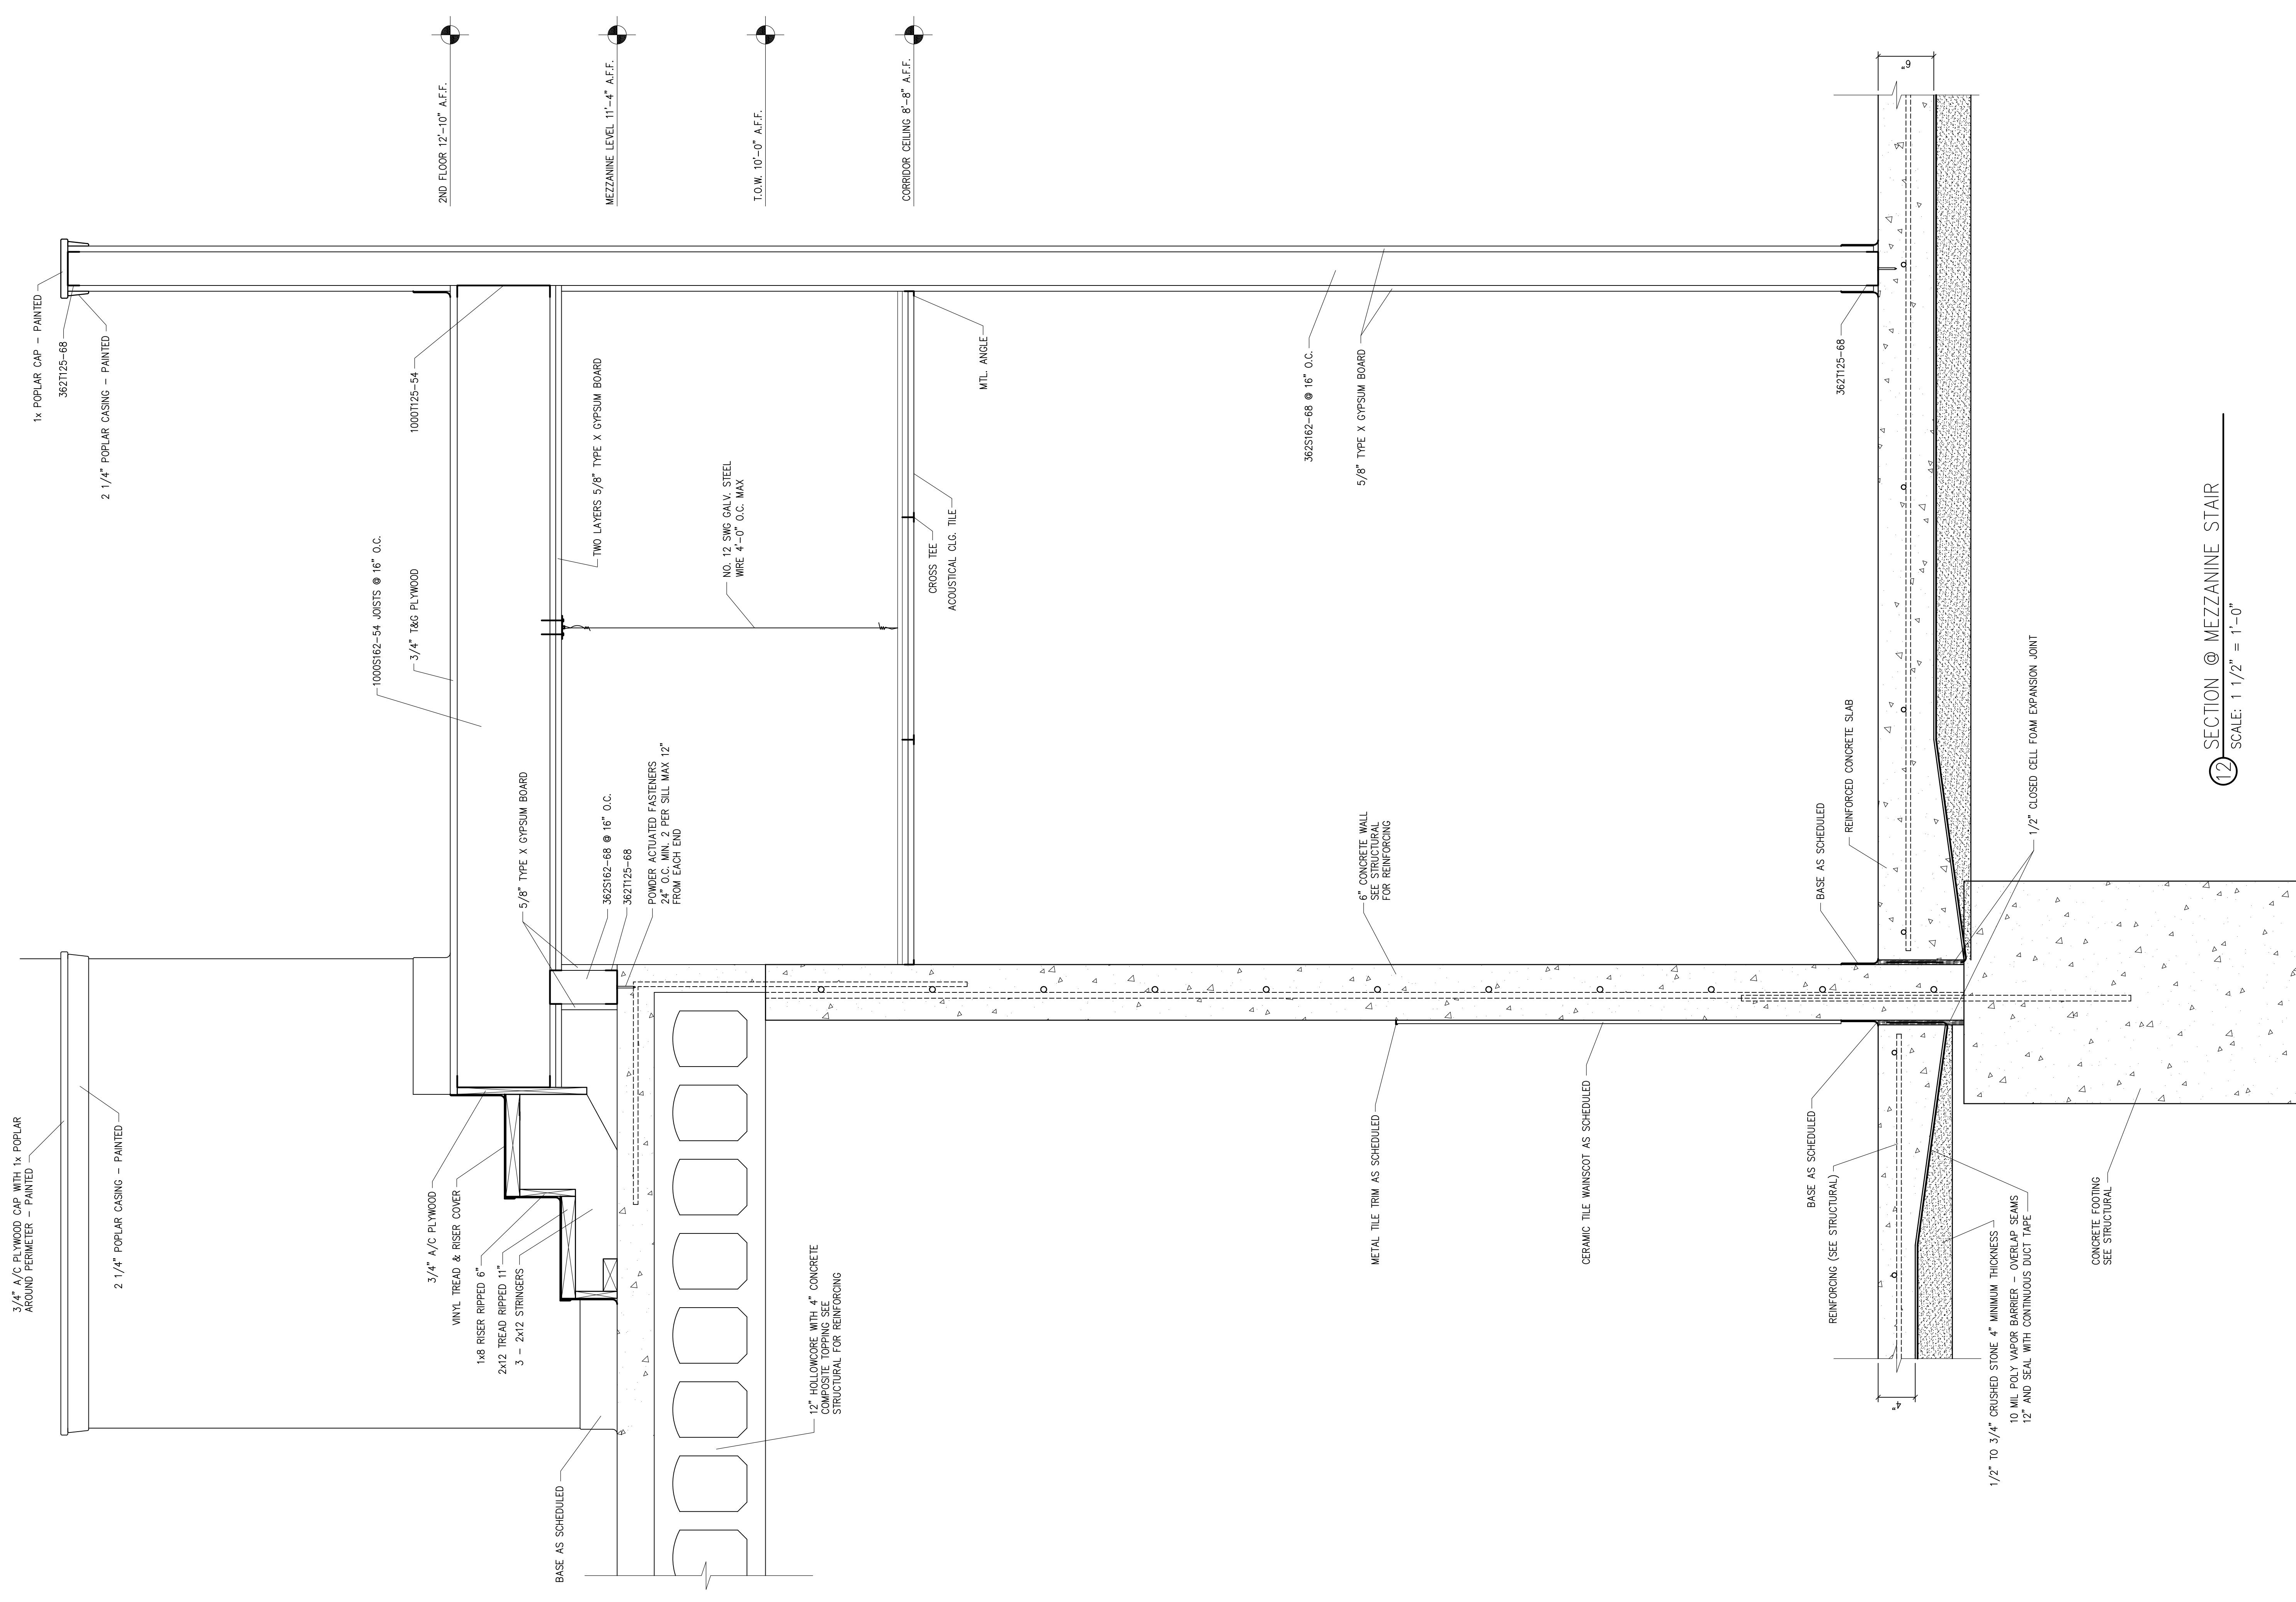 3/4" A/C PLYWOOD CAP WITH 1x POPLAR
AROUND PERIMETER – PAINTED
2 1/4" POPLAR CASING – PAINTED
1x POPLAR CAP – PAINTED
362T125-68
2 1/4" POPLAR CASING – PAINTED
2ND FLOOR 12'-10" A.F.F.
MEZZANINE LEVEL 11'-4" A.F.F.
T.O.W. 10'-0" A.F.F.
CORRIDOR CEILING 8'-8" A.F.F.
1000S162-54 JOISTS @ 16" O.C.
3/4" T&G PLYWOOD
1000T125-54
3/4" A/C PLYWOOD
VINYL TREAD & RISER COVER
1x8 RISER RIPPED 6"
2x12 TREAD RIPPED 11"
3 – 2x12 STRINGERS
BASE AS SCHEDULED
5/8" TYPE X GYPSUM BOARD
TWO LAYERS 5/8" TYPE X GYPSUM BOARD
362S162-68 @ 16" O.C.
362T125-68
POWDER ACTUATED FASTENERS
24" O.C. MIN. 2 PER SILL MAX 12"
FROM EACH END
NO. 12 SWG GALV. STEEL
WIRE 4'-0" O.C. MAX
12" HOLLOWCORE WITH 4" CONCRETE
COMPOSITE TOPPING SEE
STRUCTURAL FOR REINFORCING
CROSS TEE
ACOUSTICAL CLG. TILE
MTL. ANGLE
362S162-68 @ 16" O.C.
5/8" TYPE X GYPSUM BOARD
6" CONCRETE WALL
SEE STRUCTURAL
FOR REINFORCING
METAL TILE TRIM AS SCHEDULED
CERAMIC TILE WAINSCOT AS SCHEDULED
BASE AS SCHEDULED
REINFORCING (SEE STRUCTURAL)
BASE AS SCHEDULED
REINFORCED CONCRETE SLAB
362T125-68
6"
4"
1/2" TO 3/4" CRUSHED STONE 4" MINIMUM THICKNESS
10 MIL POLY VAPOR BARRIER – OVERLAP SEAMS
12" AND SEAL WITH CONTINUOUS DUCT TAPE
1/2" CLOSED CELL FOAM EXPANSION JOINT
CONCRETE FOOTING
SEE STRUCTURAL
12 SECTION @ MEZZANINE STAIR
SCALE: 1 1/2" = 1'-0"